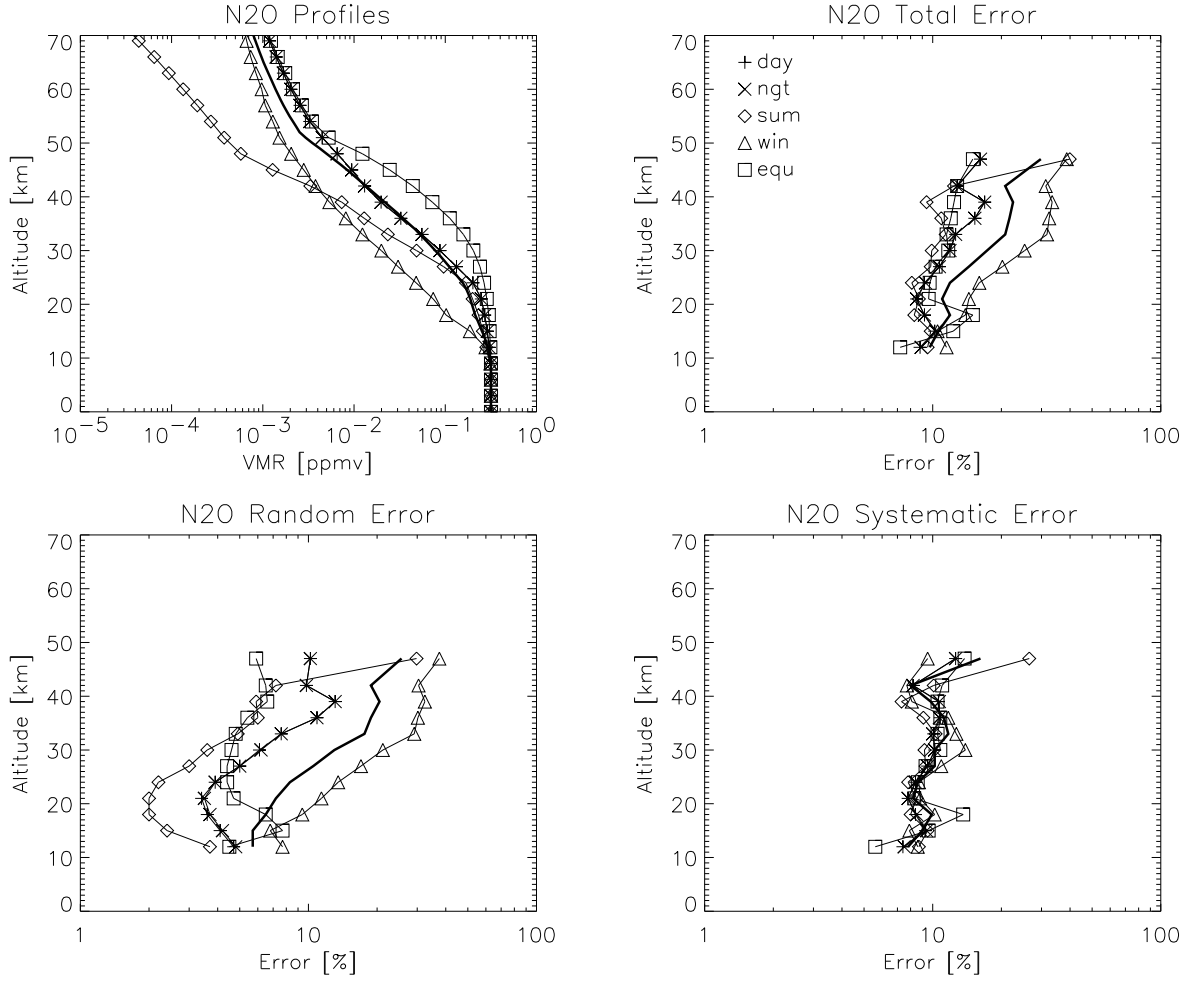 N2O Profiles
70
60
50
40
30
20
10
0
Altitude [km]
10-5
10-4
10-3
10-2
10-1
100
VMR [ppmv]
N2O Total Error
70
60
50
40
30
20
10
0
Altitude [km]
day
ngt
sum
win
equ
1
10
100
Error [%]
N2O Random Error
70
60
50
40
30
20
10
0
Altitude [km]
1
10
100
Error [%]
N2O Systematic Error
70
60
50
40
30
20
10
0
Altitude [km]
1
10
100
Error [%]